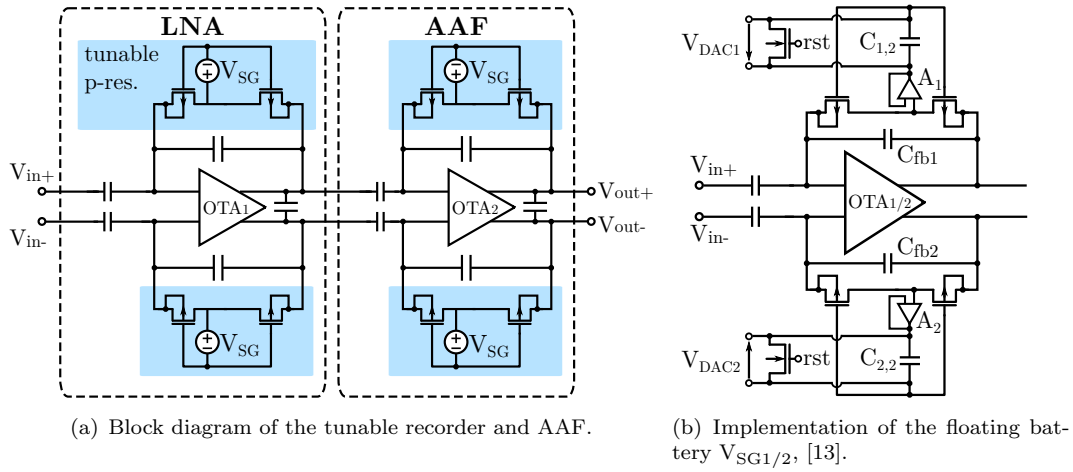 LNA
AAF
tunable
p-res.
V_SG
V_SG
V_in+
V_in-
OTA_1
OTA_2
V_out+
V_out-
V_SG
V_SG
(a) Block diagram of the tunable recorder and AAF.
V_DAC1
rst
C_1,2
A_1
C_fb1
V_in+
V_in-
OTA_1/2
C_fb2
A_2
V_DAC2
rst
C_2,2
(b) Implementation of the floating bat-
tery V_SG1/2, [13].